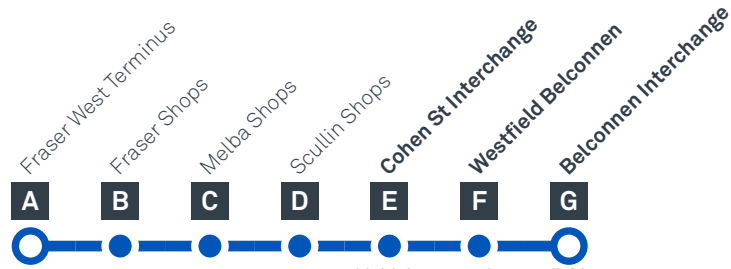 Fraser West Terminus
Fraser Shops
Melba Shops
Scullin Shops
Cohen St Interchange
Westfield Belconnen
Belconnen Interchange
A
B
C
D
E
F
G